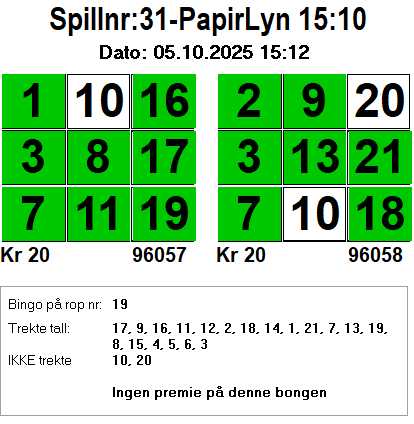 Spillnr:31-PapirLyn 15:10
Dato: 05.10.2025 15:12
1 10 16 2 9 20
3 8 17 3 13 21
7 11 19 7 10 18
Kr 20 96057 Kr 20 96058
Bingo på rop nr: 19
Trekte tall: 17, 9, 16, 11, 12, 2, 18, 14, 1, 21, 7, 13, 19,
8, 15, 4, 5, 6, 3
IKKE trekte 10, 20
Ingen premie på denne bongen